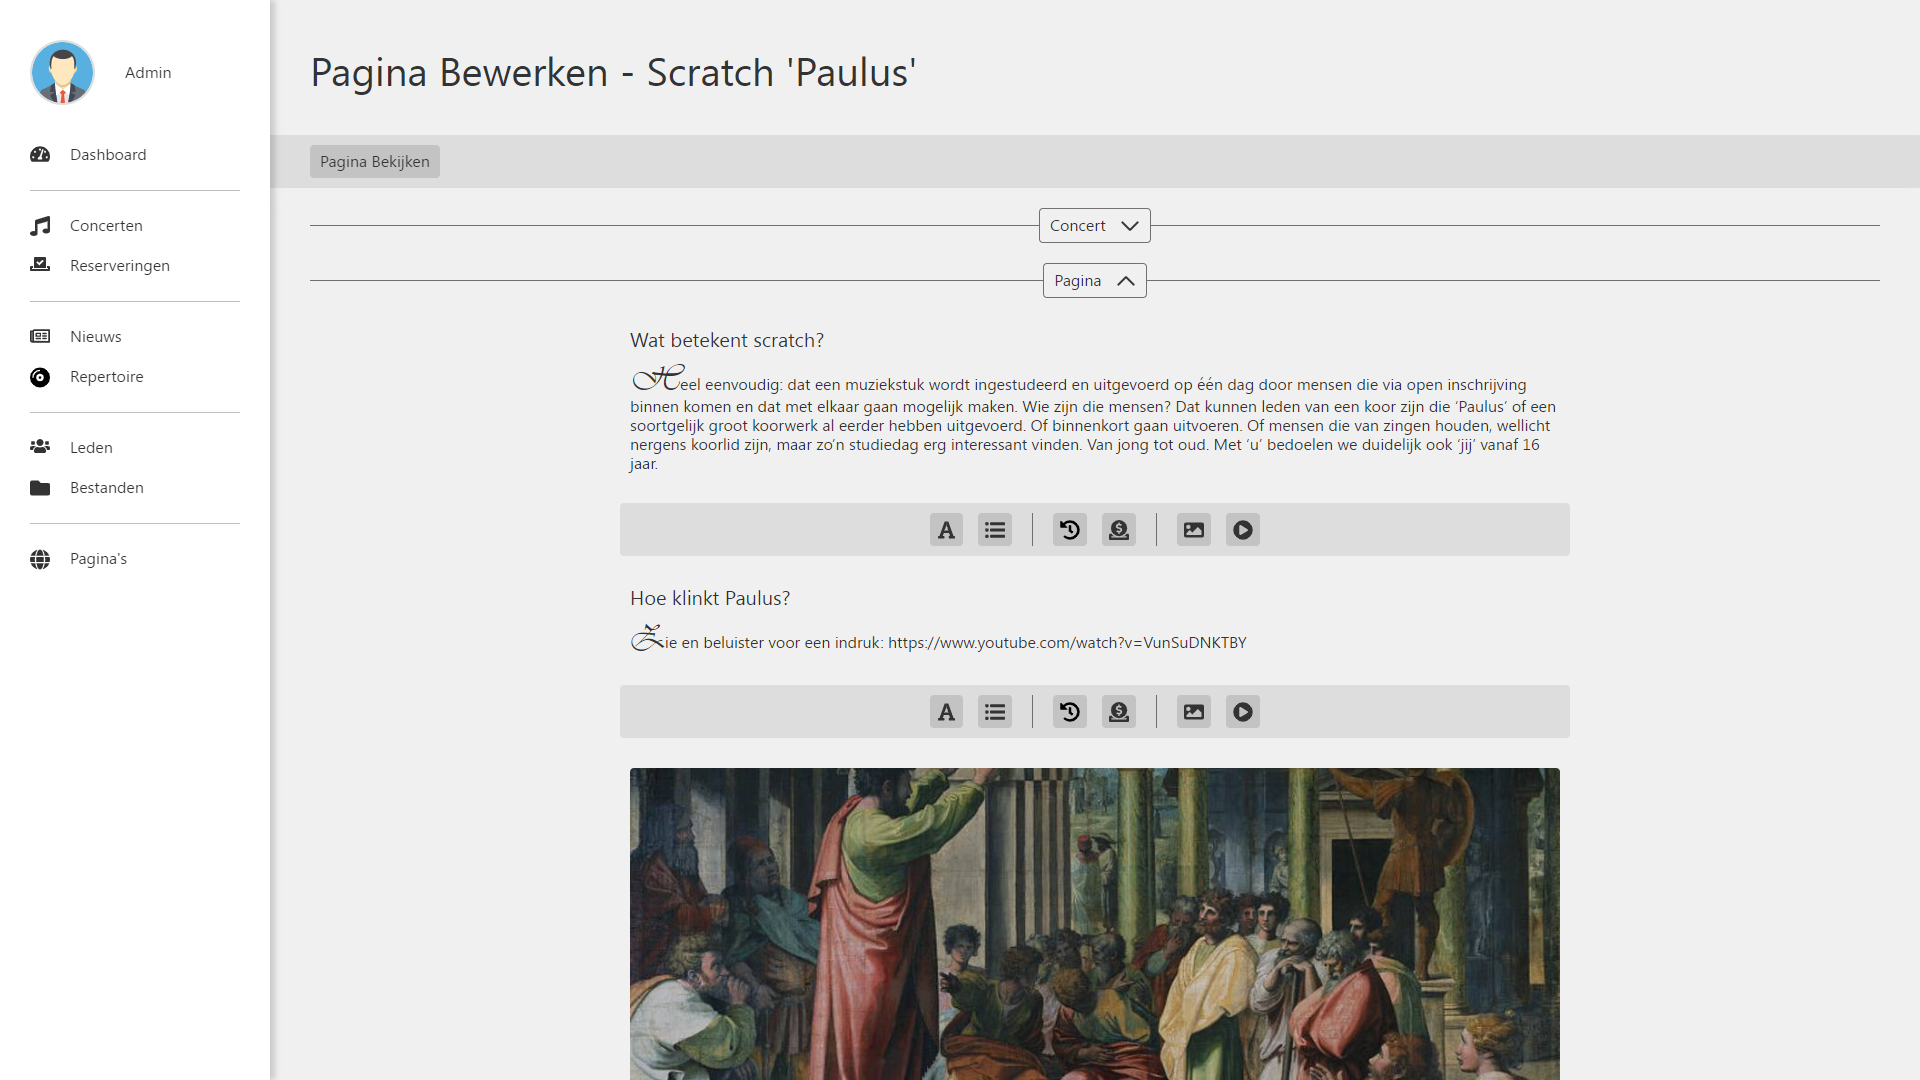 Admin
Dashboard
Concerten
Reserveringen
Nieuws
Repertoire
Leden
Bestanden
Pagina's
Pagina Bewerken - Scratch 'Paulus'
Pagina Bekijken
Concert
Pagina
Wat betekent scratch?
Heel eenvoudig: dat een muziekstuk wordt ingestudeerd en uitgevoerd op één dag door mensen die via open inschrijving
binnen komen en dat met elkaar gaan mogelijk maken. Wie zijn die mensen? Dat kunnen leden van een koor zijn die ‘Paulus’ of een
soortgelijk groot koorwerk al eerder hebben uitgevoerd. Of binnenkort gaan uitvoeren. Of mensen die van zingen houden, wellicht
nergens koorlid zijn, maar zo’n studiedag erg interessant vinden. Van jong tot oud. Met ‘u’ bedoelen we duidelijk ook ‘jij’ vanaf 16
jaar.
Hoe klinkt Paulus?
Zie en beluister voor een indruk: https://www.youtube.com/watch?v=VunSuDNKTBY